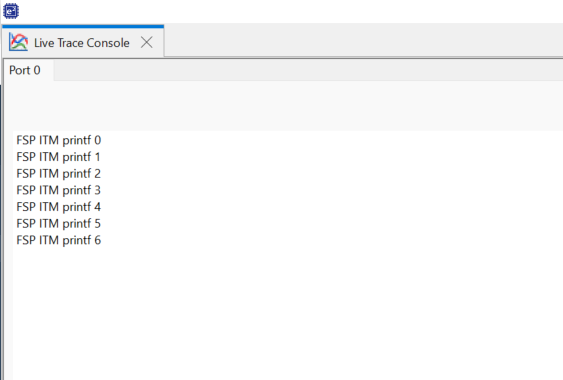 e²
Live Trace Console
Port 0
FSP ITM printf 0
FSP ITM printf 1
FSP ITM printf 2
FSP ITM printf 3
FSP ITM printf 4
FSP ITM printf 5
FSP ITM printf 6